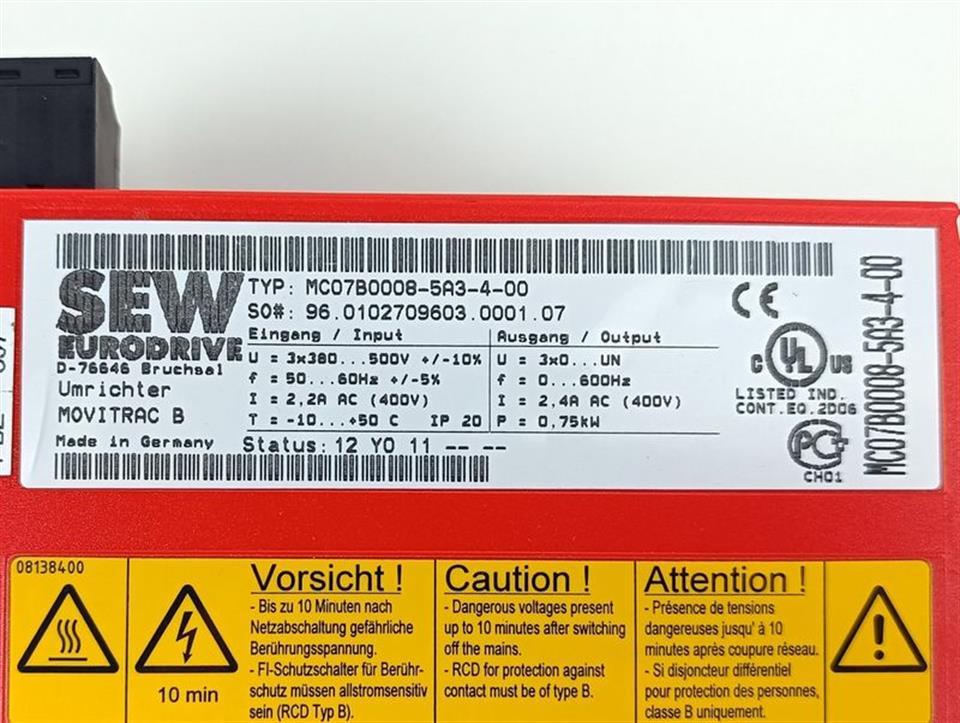 TYP: MC07B0008-5A3-4-00
SO#: 96.0102709603.0001.07
SEW
EURODRIVE
D-76646 Bruchsal
Umrichter
MOVITRAC B
Made in Germany
Eingang / Input
U = 3x380...500V +/-10%
f = 50...60Hz +/-5%
I = 2,2A AC (400V)
T = -10...+50 C IP 20
Ausgang / Output
U = 3x0...UN
f = 0...600Hz
I = 2,4A AC (400V)
P = 0,75kW
Status: 12 Y0 11 -- --
CE
C UL US
LISTED IND.
CONT.EQ.2D06
CH01
MC07B0008-5A3-4-00
08138400
10 min
Vorsicht !
- Bis zu 10 Minuten nach
Netzabschaltung gefährliche
Berührungsspannung.
- FI-Schutzschalter für Berühr-
schutz müssen allstromsensitiv
sein (RCD Typ B).
Caution !
- Dangerous voltages present
up to 10 minutes after switching
off the mains.
- RCD for protection against
contact must be of type B.
Attention !
- Présence de tensions
dangereuses jusqu' à 10
minutes après coupure réseau.
- Si disjoncteur différentiel
pour protection des personnes,
classe B uniquement.